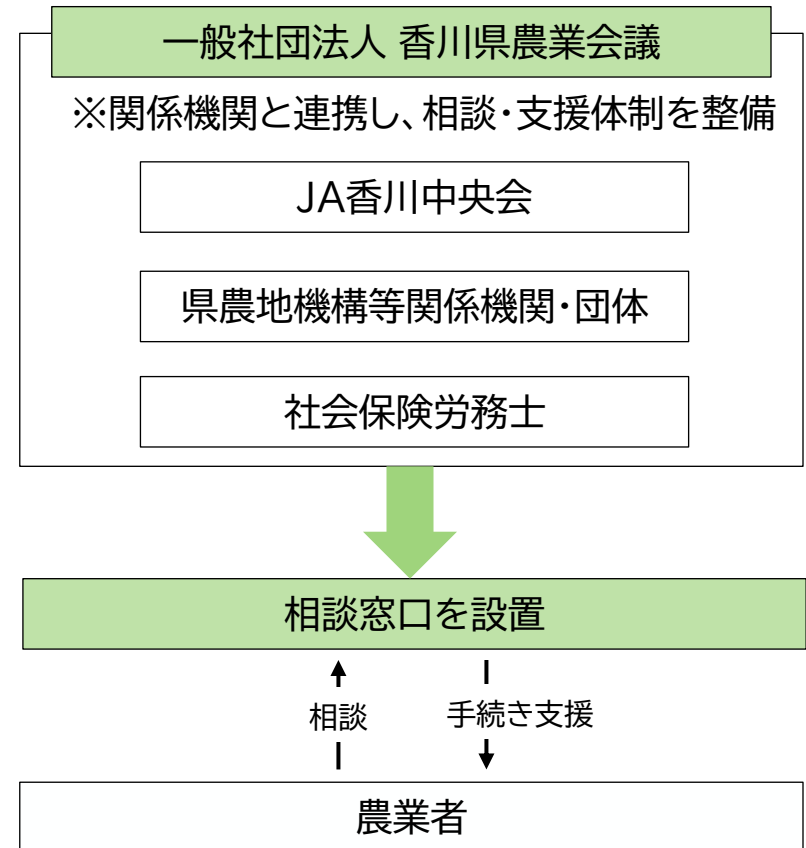 一般社団法人 香川県農業会議
※関係機関と連携し、相談・支援体制を整備
JA香川中央会
県農地機構等関係機関・団体
社会保険労務士
相談窓口を設置
相談
手続き支援
農業者